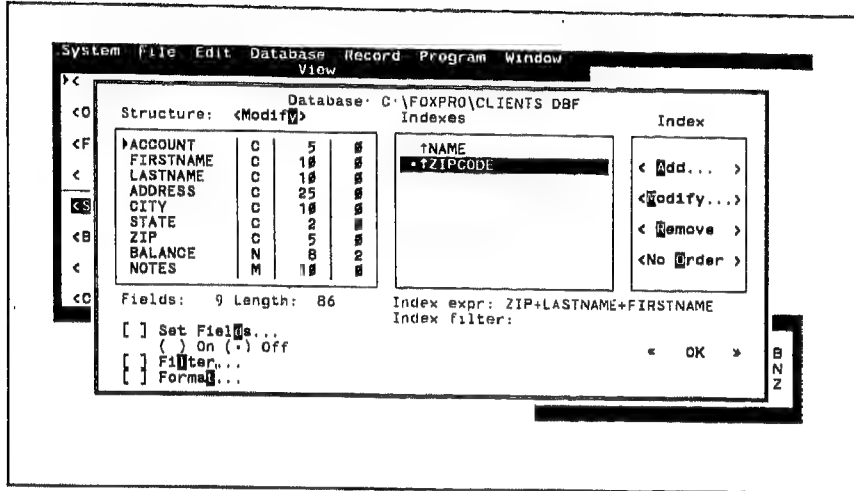 System File Edit Database Record Program Window
View
Database: C:\FOXPRO\CLIENTS DBF
Structure: <Modify>
Indexes
Index
ACCOUNT C 5 0
FIRSTNAME C 10 0
LASTNAME C 10 0
ADDRESS C 25 0
CITY C 10 0
STATE C 2
ZIP C 5 0
BALANCE N 8 2
NOTES M 10 0
↑NAME
•↑ZIPCODE
< Add... >
<Modify...>
< Remove >
<No Order >
Fields: 9 Length: 86
Index expr: ZIP+LASTNAME+FIRSTNAME
Index filter:
[ ] Set Fields...
( ) On (•) Off
[ ] Filter...
[ ] Format...
« OK »
<
<O
<F
<
<S
<B
<
<C
B
N
Z